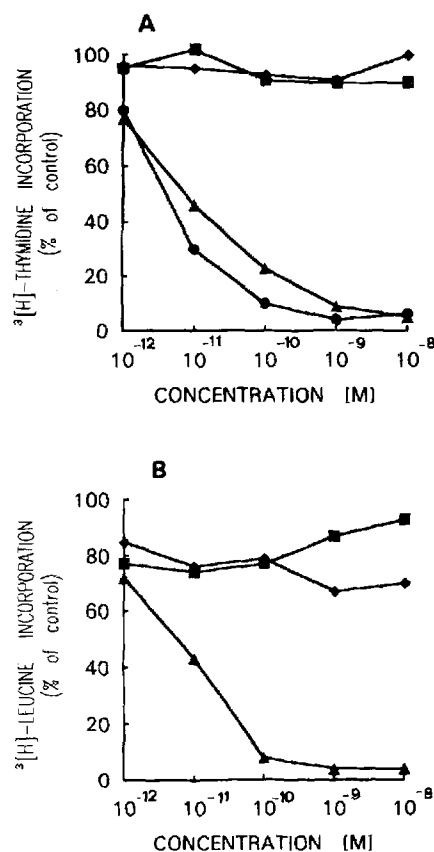 A
³[H]-THYMIDINE INCORPORATION
(% of control)
100
80
60
40
20
0
10⁻¹² 10⁻¹¹ 10⁻¹⁰ 10⁻⁹ 10⁻⁸
CONCENTRATION [M]
B
³[H]-LEUCINE INCORPORATION
(% of control)
100
80
60
40
20
0
10⁻¹² 10⁻¹¹ 10⁻¹⁰ 10⁻⁹ 10⁻⁸
CONCENTRATION [M]